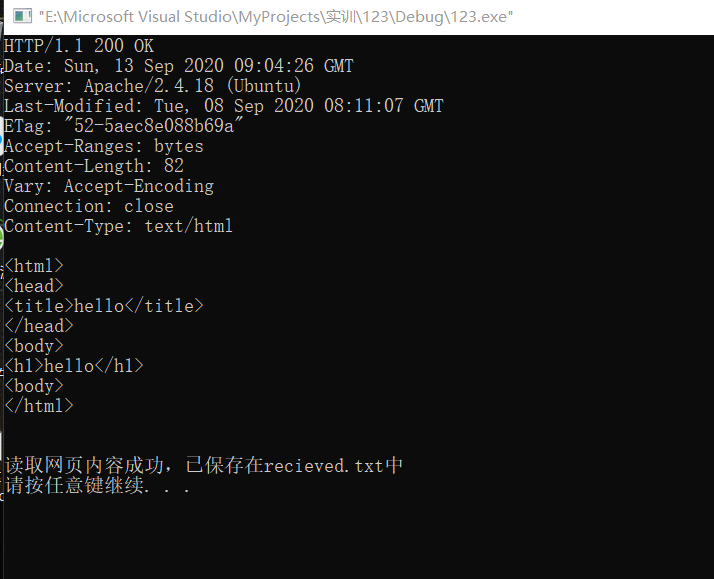 "E:\Microsoft Visual Studio\MyProjects\实训\123\Debug\123.exe"
HTTP/1.1 200 OK
Date: Sun, 13 Sep 2020 09:04:26 GMT
Server: Apache/2.4.18 (Ubuntu)
Last-Modified: Tue, 08 Sep 2020 08:11:07 GMT
ETag: "52-5aec8e088b69a"
Accept-Ranges: bytes
Content-Length: 82
Vary: Accept-Encoding
Connection: close
Content-Type: text/html
<html>
<head>
<title>hello</title>
</head>
<body>
<h1>hello</h1>
<body>
</html>
读取网页内容成功，已保存在recieved.txt中
请按任意键继续. . .